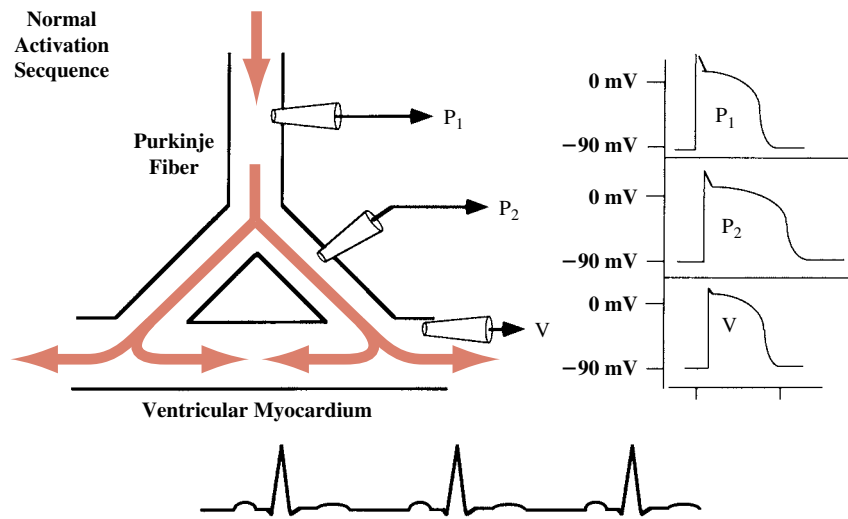 Normal
Activation
Secquence
Purkinje
Fiber
P1
P2
V
Ventricular Myocardium
0 mV
P1
−90 mV
0 mV
P2
−90 mV
0 mV
V
−90 mV